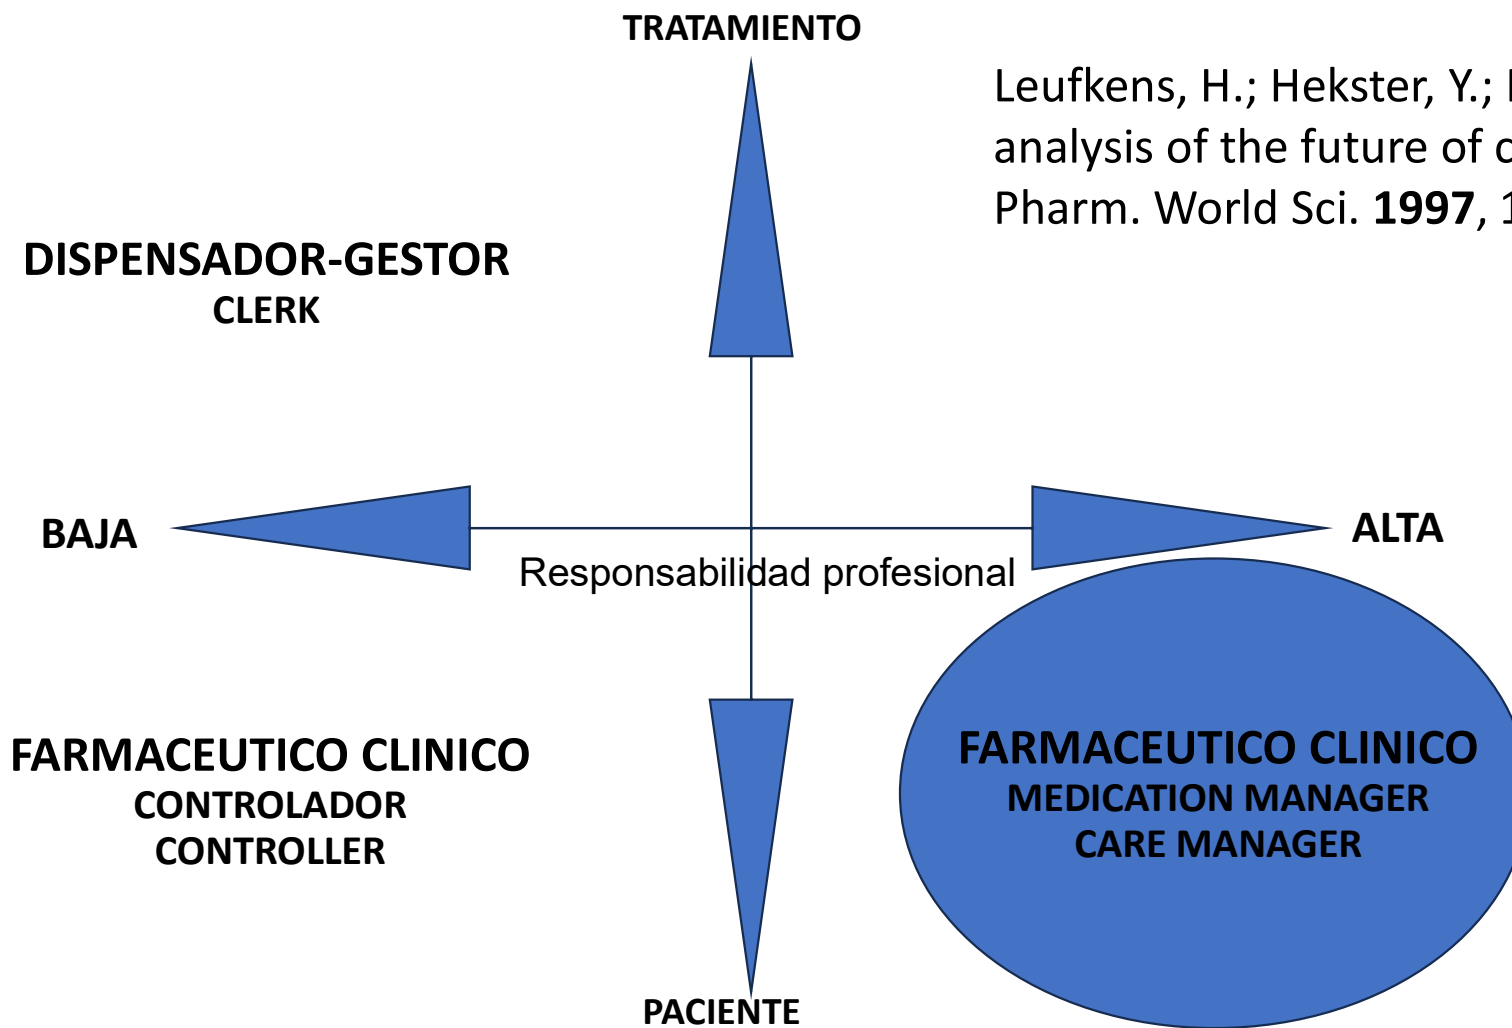 TRATAMIENTO
Leufkens, H.; Hekster, Y.;
analysis of the future of
Pharm. World Sci. 1997,
DISPENSADOR-GESTOR
CLERK
BAJA
ALTA
Responsabilidad profesional
FARMACEUTICO CLINICO
CONTROLADOR
CONTROLLER
FARMACEUTICO CLINICO
MEDICATION MANAGER
CARE MANAGER
PACIENTE